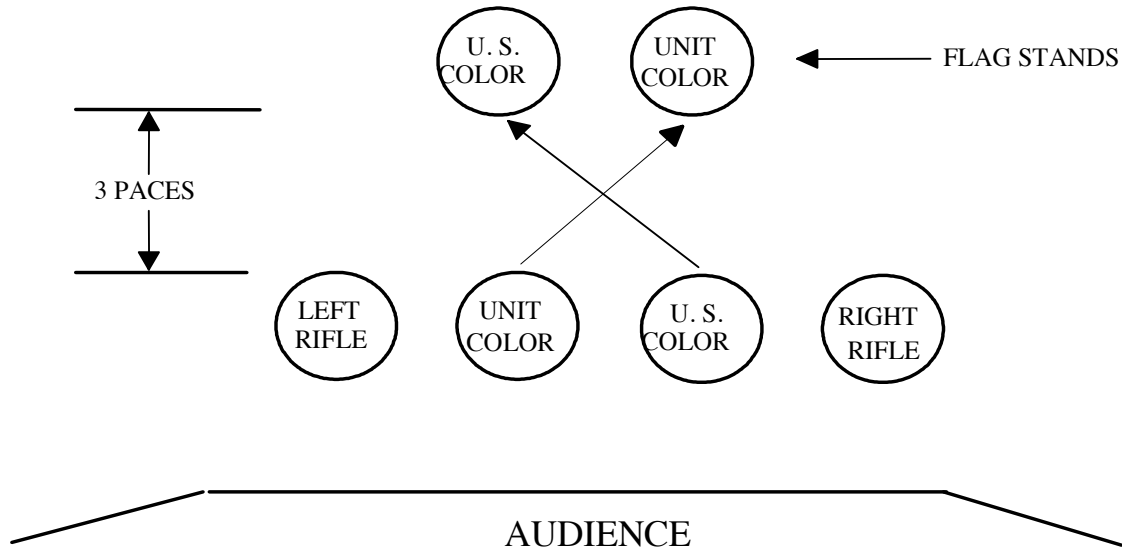 U. S.
COLOR
UNIT
COLOR
FLAG STANDS
3 PACES
LEFT
RIFLE
UNIT
COLOR
U. S.
COLOR
RIGHT
RIFLE
AUDIENCE